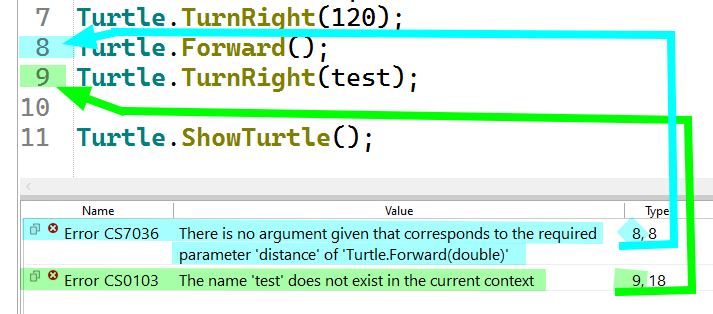 7 Turtle.TurnRight(120);
8 Turtle.Forward();
9 Turtle.TurnRight(test);
10
11 Turtle.ShowTurtle();
Name Value Type
Error CS7036 There is no argument given that corresponds to the required 8, 8
parameter 'distance' of 'Turtle.Forward(double)'
Error CS0103 The name 'test' does not exist in the current context 9, 18